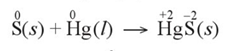 0 0 +2 −2
S(s) + Hg(l) → HgS(s)